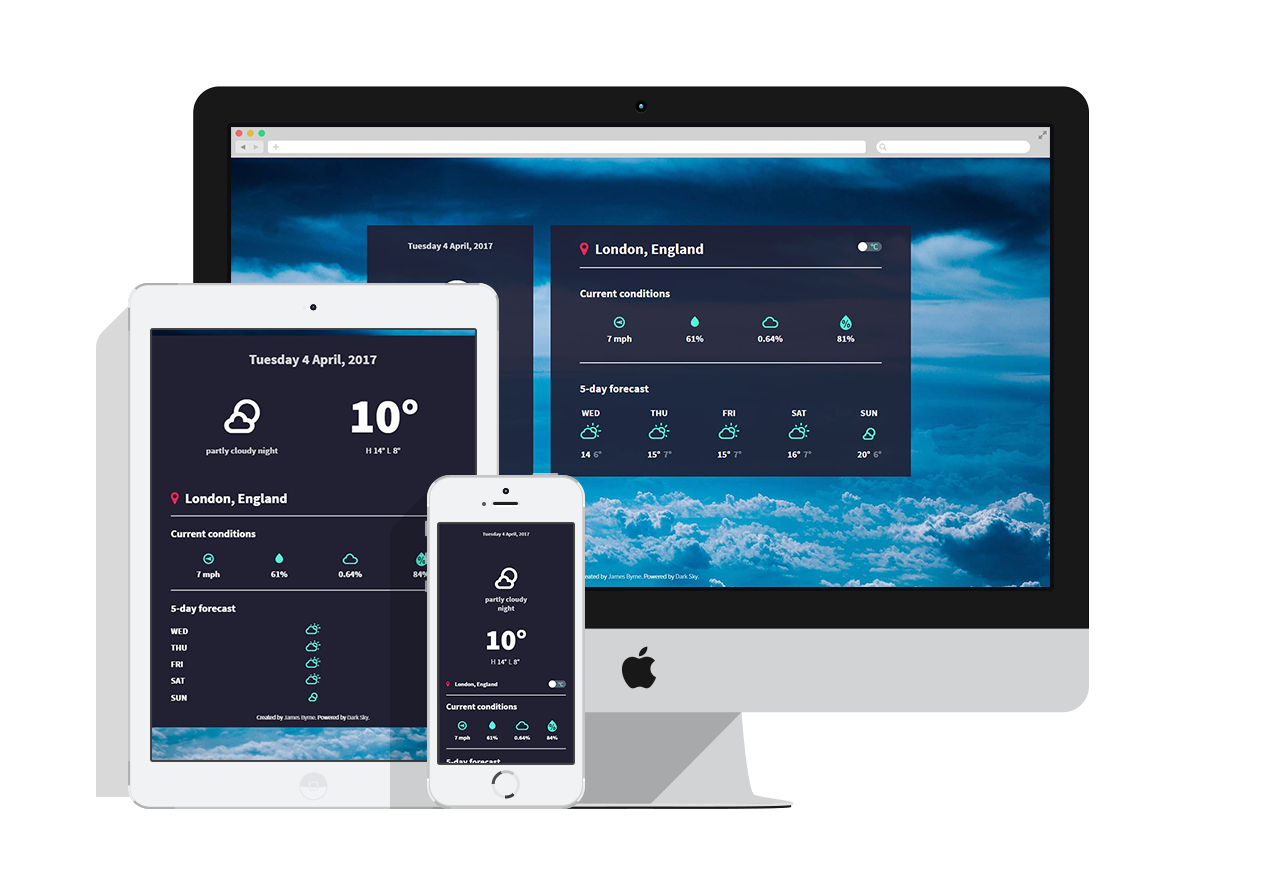 Tuesday 4 April, 2017
London, England
°C
Current conditions
7 mph 61% 0.64% 81%
5-day forecast
WED THU FRI SAT SUN
14 6° 15° 7° 15° 7° 16° 7° 20° 6°
eated by James Byrne. Powered by Dark Sky.
Tuesday 4 April, 2017
10°
partly cloudy night
H 14° L 8°
London, England
Current conditions
7 mph 61% 0.64% 84%
5-day forecast
WED
THU
FRI
SAT
SUN
Created by James Byrne. Powered by Dark Sky.
Tuesday 4 April, 2017
partly cloudy
night
10°
H 14° L 8°
London, England °C
Current conditions
7 mph 61% 0.64% 84%
5-day forecast